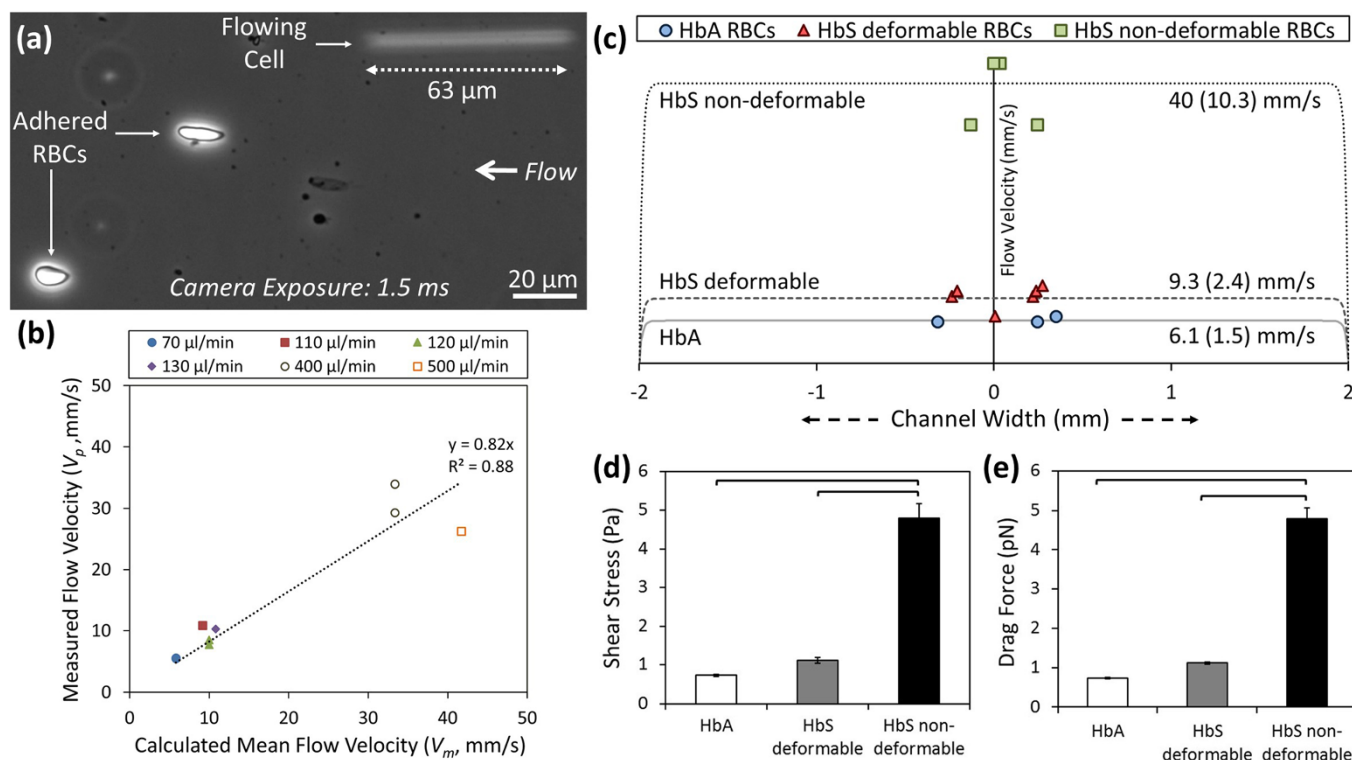 (a)
Flowing
Cell
63 µm
Adhered
RBCs
Flow
Camera Exposure: 1.5 ms
20 µm
(b)
70 µl/min 110 µl/min 120 µl/min
130 µl/min 400 µl/min 500 µl/min
Measured Flow Velocity (Vp ,mm/s)
50
40
30
20
10
0
y = 0.82x
R² = 0.88
0 10 20 30 40 50
Calculated Mean Flow Velocity (Vm, mm/s)
(c)
HbA RBCs HbS deformable RBCs HbS non-deformable RBCs
HbS non-deformable 40 (10.3) mm/s
Flow Velocity (mm/s)
HbS deformable 9.3 (2.4) mm/s
HbA 6.1 (1.5) mm/s
-2 -1 0 1 2
Channel Width (mm)
(d)
Shear Stress (Pa)
6
5
4
3
2
1
0
HbA HbS deformable HbS non-deformable
(e)
Drag Force (pN)
6
5
4
3
2
1
0
HbA HbS deformable HbS non-deformable